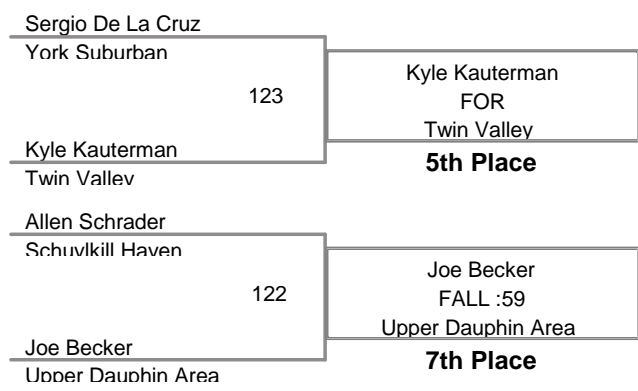 Sergio De La Cruz
York Suburban
123
Kyle Kauterman
FOR
Twin Valley
Kyle Kauterman
Twin Valley
5th Place
Allen Schrader
Schuylkill Haven
122
Joe Becker
FALL :59
Upper Dauphin Area
Joe Becker
Upper Dauphin Area
7th Place